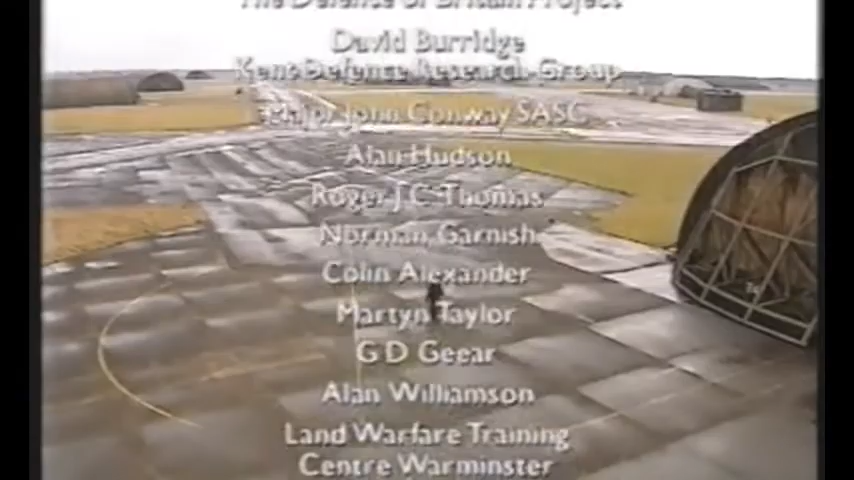 The Defence of Britain Project
David Burridge
Kent Defence Research Group
Major John Conway SASC
Alan Hudson
Roger J.C. Thomas
Norman Garnish
Colin Alexander
Martyn Taylor
G D Geear
Alan Williamson
Land Warfare Training
Centre Warminster